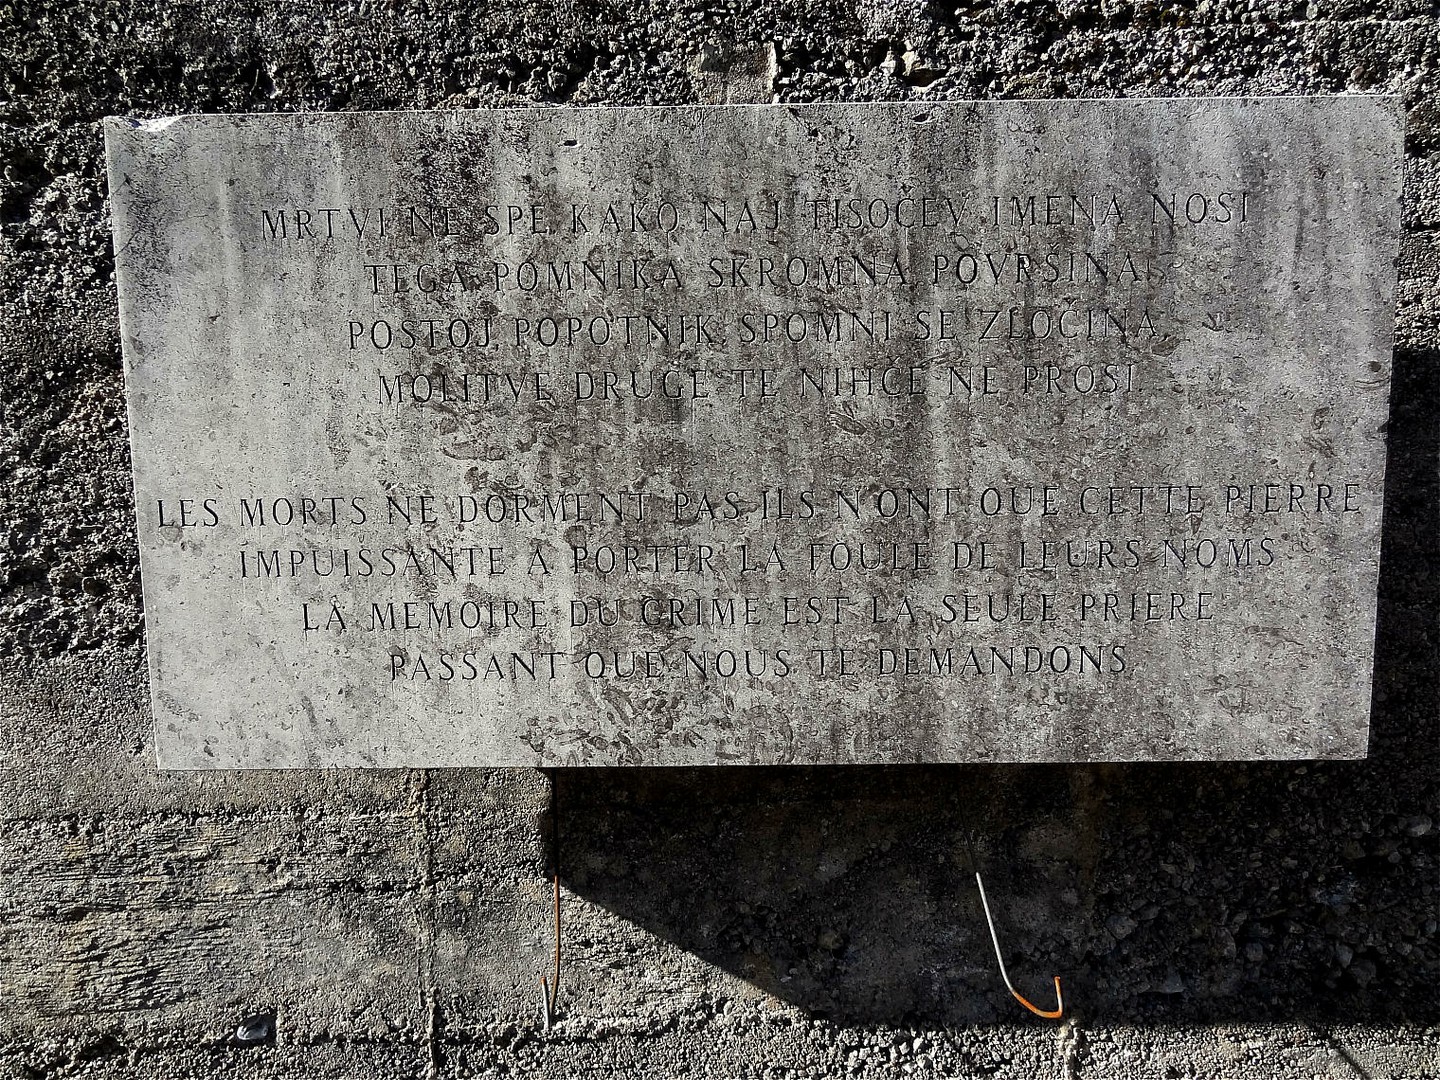 MRTVI NE SPE KAKO NAJ TISOČEV IMENA NOSI
TEGA POMNIKA SKROMNA POVRŠINA
POSTOJ POPOTNIK SPOMNI SE ZLOČINA
MOLITVE DRUGE TE NIHČE NE PROSI
LES MORTS NE DORMENT PAS ILS N'ONT QUE CETTE PIERRE
IMPUISSANTE A PORTER LA FOULE DE LEURS NOMS
LA MEMOIRE DU CRIME EST LA SEULE PRIERE
PASSANT QUE NOUS TE DEMANDONS